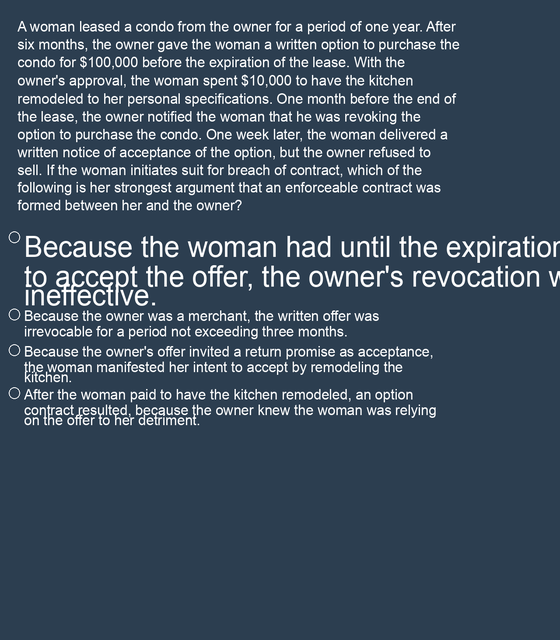 A woman leased a condo from the owner for a period of one year. After
six months, the owner gave the woman a written option to purchase the
condo for $100,000 before the expiration of the lease. With the
owner's approval, the woman spent $10,000 to have the kitchen
remodeled to her personal specifications. One month before the end of
the lease, the owner notified the woman that he was revoking the
option to purchase the condo. One week later, the woman delivered a
written notice of acceptance of the option, but the owner refused to
sell. If the woman initiates suit for breach of contract, which of the
following is her strongest argument that an enforceable contract was
formed between her and the owner?
Because the woman had until the expiration
to accept the offer, the owner's revocation w
ineffective.
Because the owner was a merchant, the written offer was
irrevocable for a period not exceeding three months.
Because the owner's offer invited a return promise as acceptance,
the woman manifested her intent to accept by remodeling the
kitchen.
After the woman paid to have the kitchen remodeled, an option
contract resulted, because the owner knew the woman was relying
on the offer to her detriment.